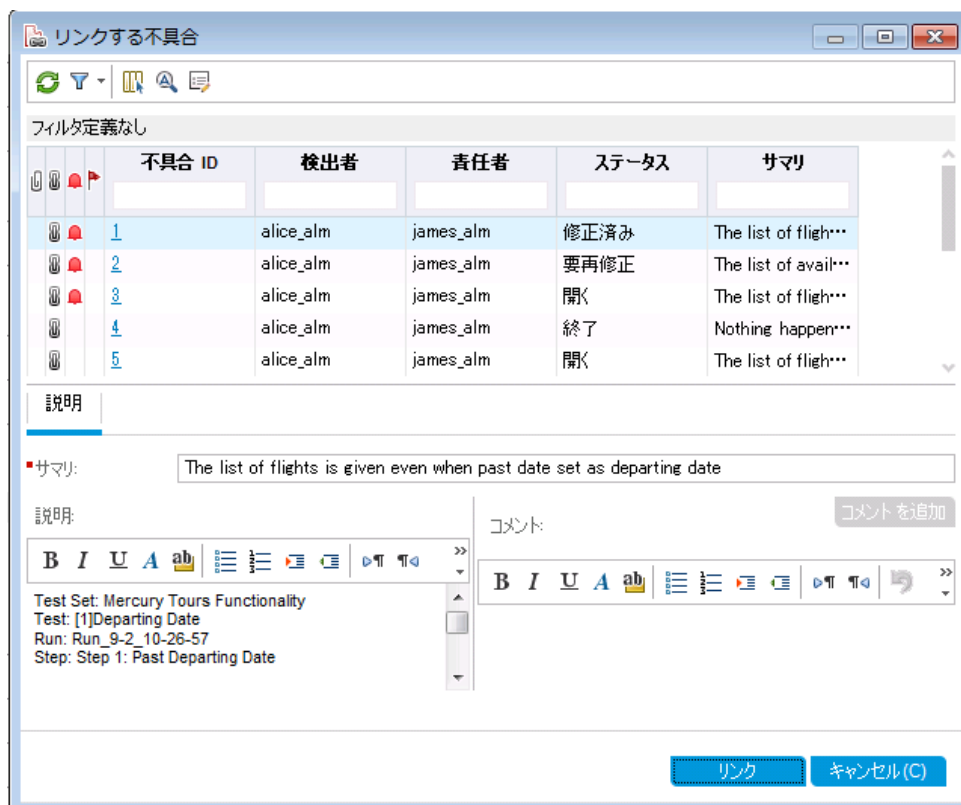 リンクする不具合
フィルタ定義なし
不具合 ID 検出者 責任者 ステータス サマリ
1 alice_alm james_alm 修正済み The list of fligh…
2 alice_alm james_alm 要再修正 The list of avail…
3 alice_alm james_alm 開く The list of fligh…
4 alice_alm james_alm 終了 Nothing happen…
5 alice_alm james_alm 開く The list of fligh…
説明
サマリ: The list of flights is given even when past date set as departing date
説明:
B I U A ab
Test Set: Mercury Tours Functionality
Test: [1]Departing Date
Run: Run_9-2_10-26-57
Step: Step 1: Past Departing Date
コメント:
コメントを追加
B I U A ab
リンク キャンセル(C)